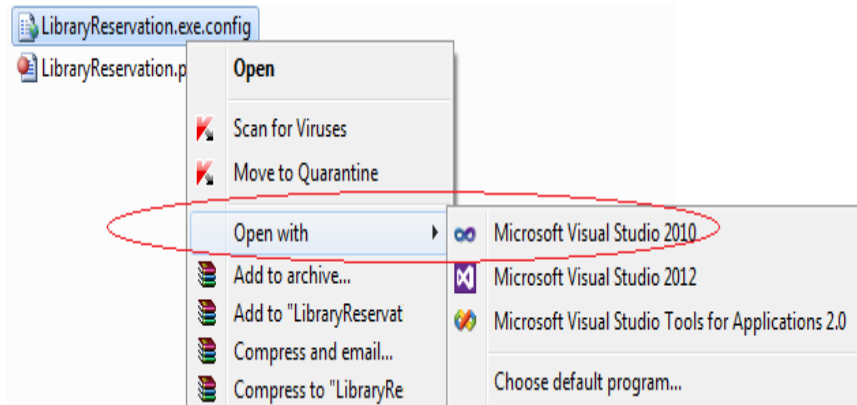 LibraryReservation.exe.config
LibraryReservation.p
Open
Scan for Viruses
Move to Quarantine
Open with
Microsoft Visual Studio 2010
Add to archive...
Microsoft Visual Studio 2012
Add to "LibraryReservat
Microsoft Visual Studio Tools for Applications 2.0
Compress and email...
Compress to "LibraryRe
Choose default program...